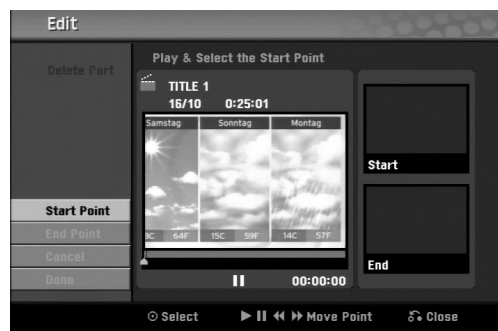 Edit
Delete Part
Play & Select the Start Point
TITLE 1
16/10 0:25:01
Samstag Sonntag Montag
64F 15C 59F 14C 57F
00:00:00
Start
End
Start Point
End Point
Cancel
Done
Select Move Point Close